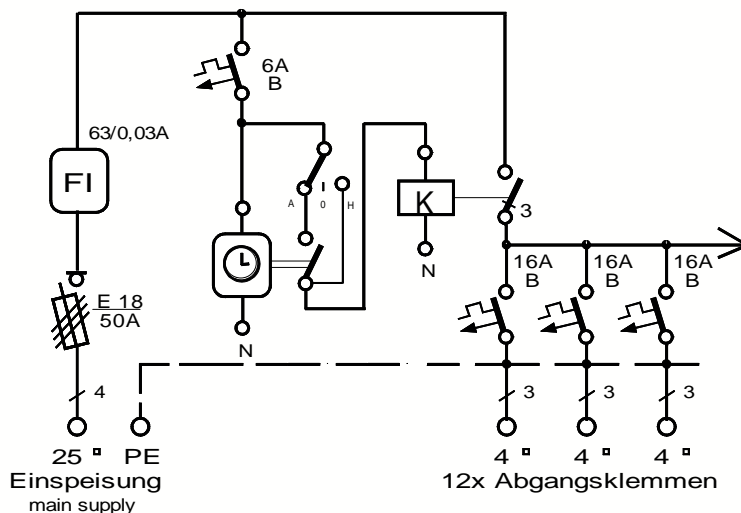 6A
B
63/0,03A
FI
A
0
H
K
3
N
N
E 18
50A
16A
B
16A
B
16A
B
4
3
3
3
25 □
PE
4 □
4 □
4 □
Einspeisung
12x Abgangsklemmen
main supply